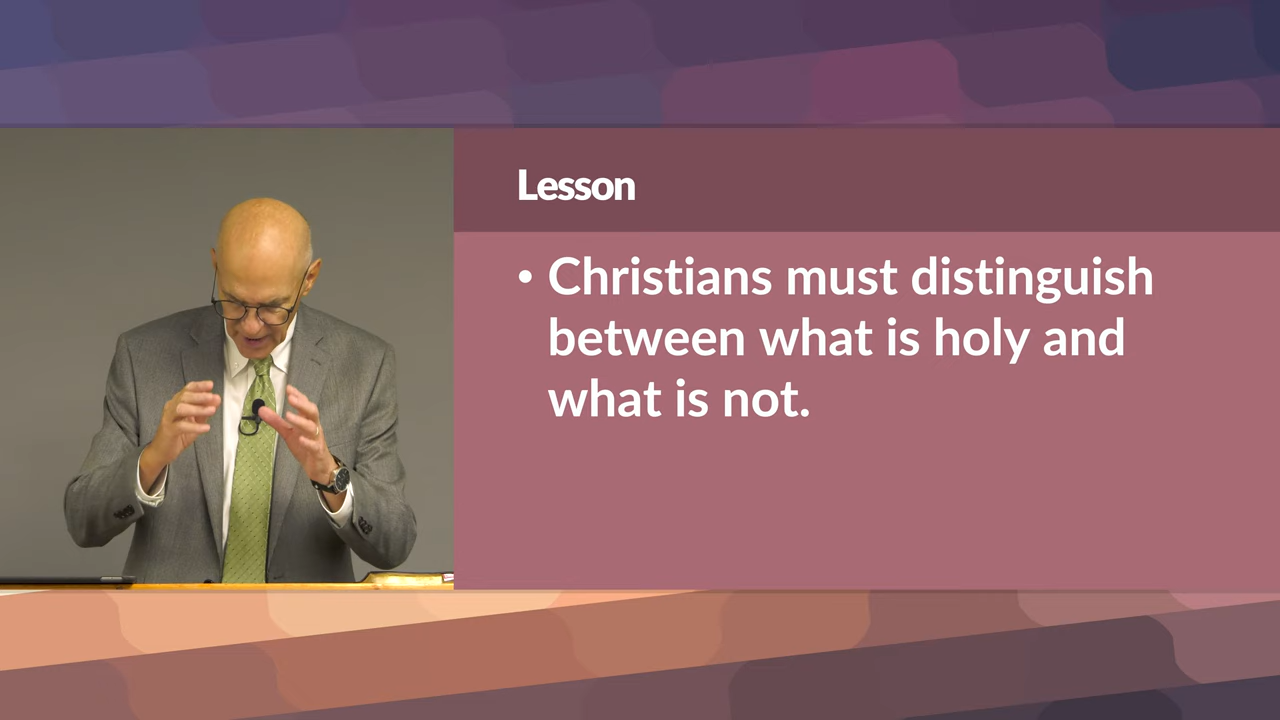 Lesson
• Christians must distinguish
between what is holy and
what is not.